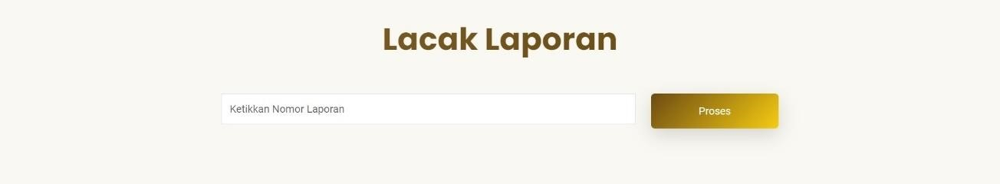 Lacak Laporan
Ketikkan Nomor Laporan
Proses